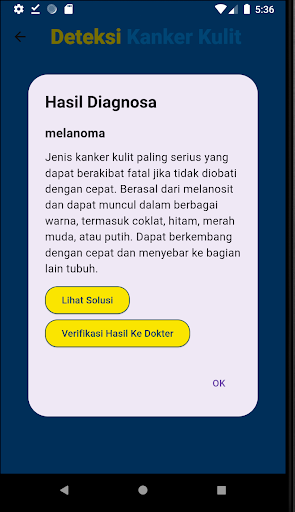 5:36
Deteksi Kanker Kulit
Hasil Diagnosa
melanoma
Jenis kanker kulit paling serius yang
dapat berakibat fatal jika tidak diobati
dengan cepat. Berasal dari melanosit
dan dapat muncul dalam berbagai
warna, termasuk coklat, hitam, merah
muda, atau putih. Dapat berkembang
dengan cepat dan menyebar ke bagian
lain tubuh.
Lihat Solusi
Verifikasi Hasil Ke Dokter
OK